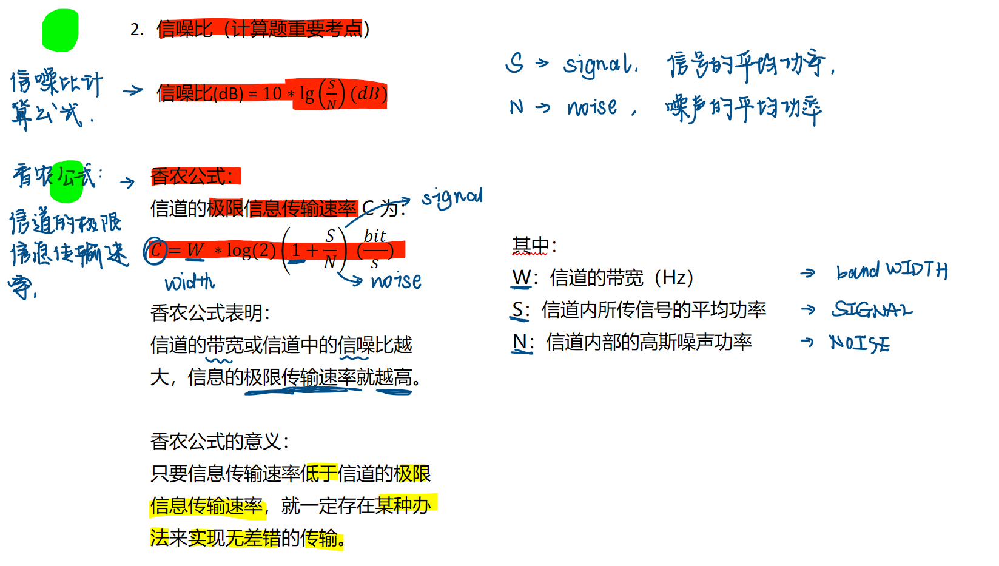 2. 信噪比（计算题重要考点）
信噪比计
算公式.
→ 信噪比(dB) = 10 * lg(S/N) (dB)
S → signal. 信号的平均功率.
N → noise, 噪声的平均功率
香农公式:
→ 香农公式：
信道的极限
信息传输速
率.
信道的极限信息传输速率 C 为：
signal
C = W * log(2) (1 + S/N) (bit/s)
width
noise
香农公式表明：
信道的带宽或信道中的信噪比越
大，信息的极限传输速率就越高。
其中：
W：信道的带宽（Hz） → band WIDTH
S：信道内所传信号的平均功率 → SIGNAL
N：信道内部的高斯噪声功率 → NOISE
香农公式的意义：
只要信息传输速率低于信道的极限
信息传输速率，就一定存在某种办
法来实现无差错的传输。